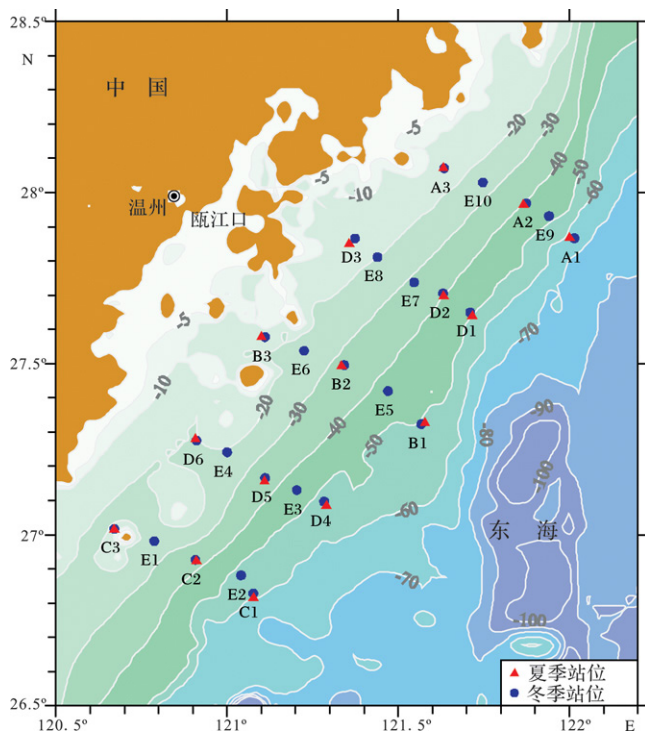 28.5°
N
中 国
-5
-20
-30
-40
-50
-60
-5
-10
A3
E10
28°
温州
瓯江口
A2
E9
A1
D3
E8
E7
D2
D1
-5
-70
B3
E6
B2
27.5°
-10
-20
-30
-40
E5
-50
B1
-80
-90
-100
D6
E4
D5
E3
D4
-60
27°
东 海
C3
E1
C2
E2
C1
-70
-100
夏季站位
冬季站位
26.5°
120.5°
121°
121.5°
122°
E